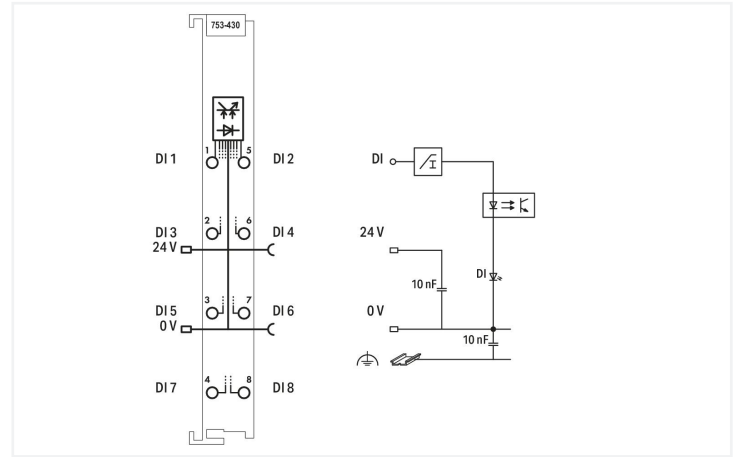 753-430
1 5
DI 1 DI 2 DI
2 6
DI 3 DI 4 24 V
24 V
10 nF DI
3 7
DI 5 DI 6 0 V
0 V
10 nF
4 8
DI 7 DI 8